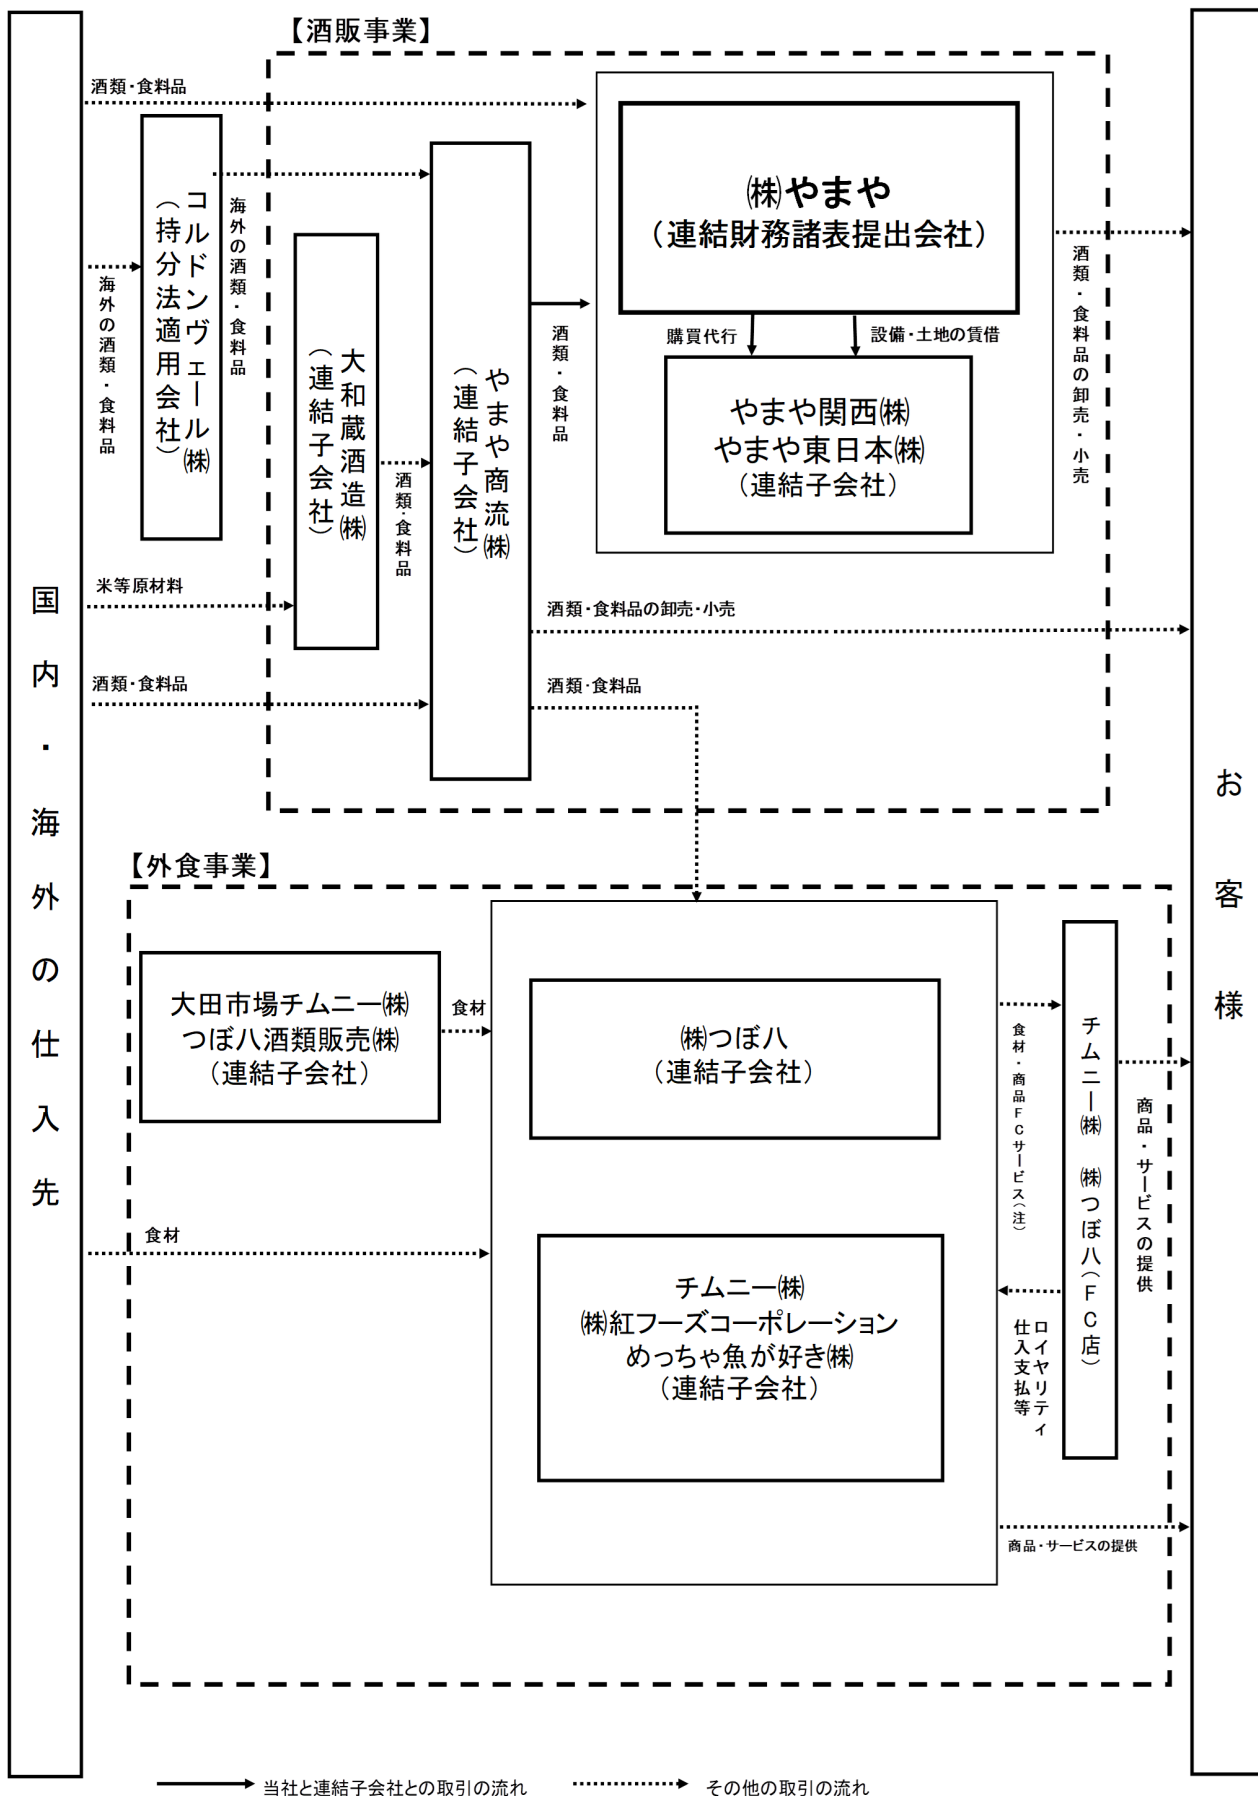 【酒販事業】
酒類・食料品
コルドンヴェール㈱
（持分法適用会社）
海外の酒類・食料品
海外の酒類・食料品
大和蔵酒造㈱
（連結子会社）
酒類・食料品
やまや商流㈱
（連結子会社）
酒類・食料品
㈱やまや
（連結財務諸表提出会社）
購買代行
設備・土地の賃借
やまや関西㈱
やまや東日本㈱
（連結子会社）
酒類・食料品の卸売・小売
米等原材料
酒類・食料品の卸売・小売
酒類・食料品
酒類・食料品
国内・海外の仕入先
お客様
【外食事業】
大田市場チムニー㈱
つぼ八酒類販売㈱
（連結子会社）
食材
㈱つぼ八
（連結子会社）
食材・商品FCサービス（注）
チムニー㈱　㈱つぼ八（FC店）
商品・サービスの提供
食材
チムニー㈱
㈱紅フーズコーポレーション
めっちゃ魚が好き㈱
（連結子会社）
ロイヤリティ
仕入支払等
商品・サービスの提供
当社と連結子会社との取引の流れ
その他の取引の流れ